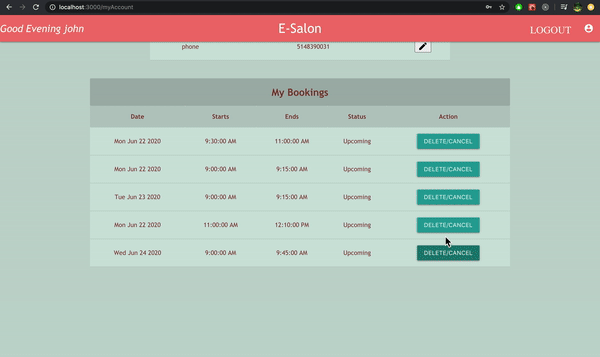 localhost:3000/myAccount
Good Evening john
E-Salon
LOGOUT
phone 5148390031
My Bookings
Date Starts Ends Status Action
Mon Jun 22 2020 9:30:00 AM 11:00:00 AM Upcoming DELETE/CANCEL
Mon Jun 22 2020 9:00:00 AM 9:15:00 AM Upcoming DELETE/CANCEL
Tue Jun 23 2020 9:00:00 AM 9:15:00 AM Upcoming DELETE/CANCEL
Mon Jun 22 2020 11:00:00 AM 12:10:00 PM Upcoming DELETE/CANCEL
Wed Jun 24 2020 9:00:00 AM 9:45:00 AM Upcoming DELETE/CANCEL